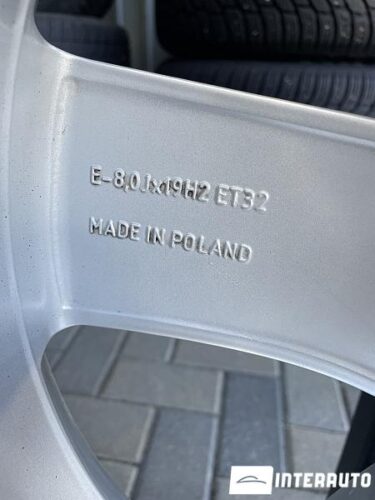 E-8,0Jx19H2 ET32
MADE IN POLAND
INTERAUTO